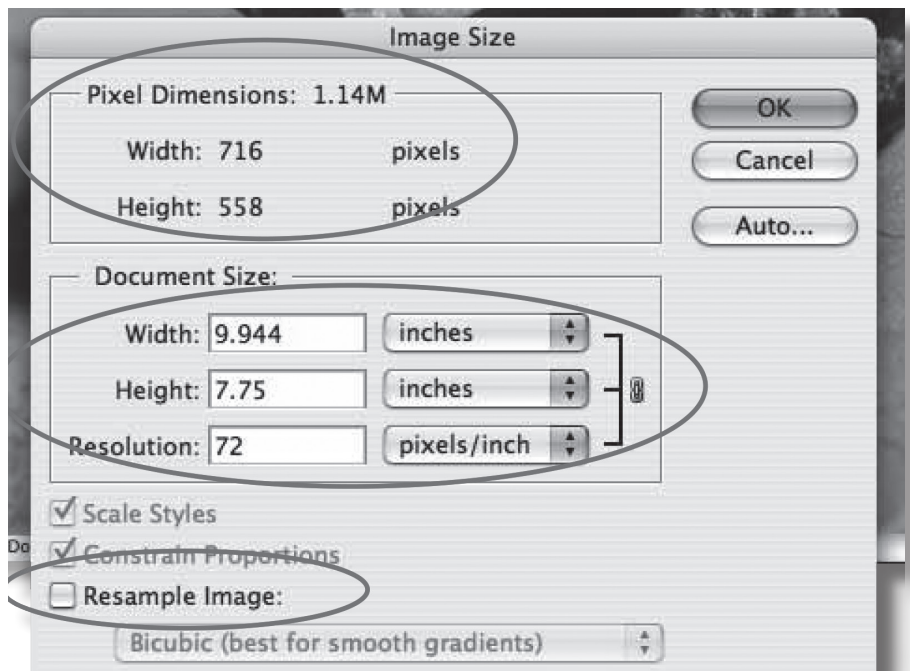 Image Size
Pixel Dimensions: 1.14M
Width: 716 pixels
Height: 558 pixels
OK
Cancel
Auto...
Document Size:
Width: 9.944 inches
Height: 7.75 inches
Resolution: 72 pixels/inch
Scale Styles
Do
Constrain Proportions
Resample Image:
Bicubic (best for smooth gradients)